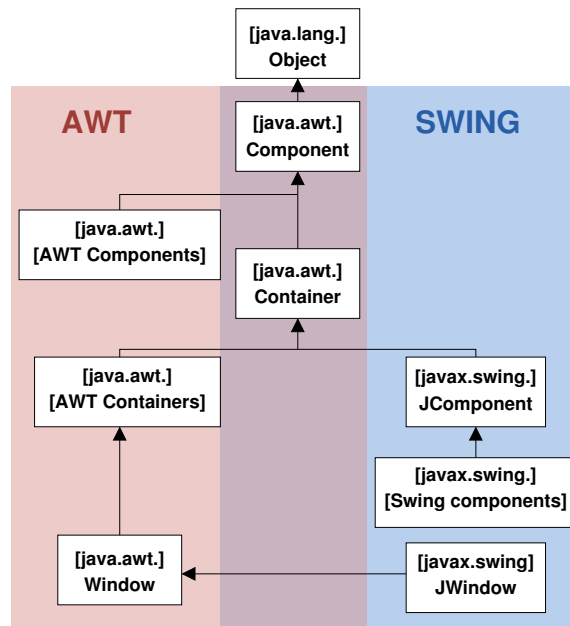 [java.lang.]
Object
AWT
SWING
[java.awt.]
Component
[java.awt.]
[AWT Components]
[java.awt.]
Container
[java.awt.]
[AWT Containers]
[javax.swing.]
JComponent
[javax.swing.]
[Swing components]
[java.awt.]
Window
[javax.swing]
JWindow